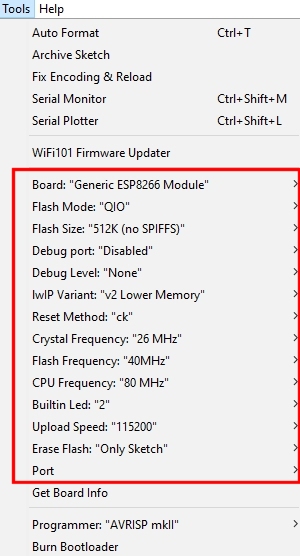 Tools Help
Auto Format Ctrl+T
Archive Sketch
Fix Encoding & Reload
Serial Monitor Ctrl+Shift+M
Serial Plotter Ctrl+Shift+L
WiFi101 Firmware Updater
Board: "Generic ESP8266 Module"
Flash Mode: "QIO"
Flash Size: "512K (no SPIFFS)"
Debug port: "Disabled"
Debug Level: "None"
lwIP Variant: "v2 Lower Memory"
Reset Method: "ck"
Crystal Frequency: "26 MHz"
Flash Frequency: "40MHz"
CPU Frequency: "80 MHz"
Builtin Led: "2"
Upload Speed: "115200"
Erase Flash: "Only Sketch"
Port
Get Board Info
Programmer: "AVRISP mkII"
Burn Bootloader